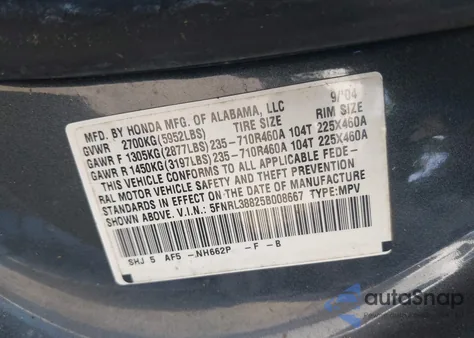 MFD. BY HONDA MFG. OF ALABAMA, LLC 9/04
GVWR 2700KG(5952LBS) TIRE SIZE RIM SIZE
GAWR F 1305KG(2877LBS) 235-710R460A 104T 225X460A
GAWR R 1450KG(3197LBS) 235-710R460A 104T 225X460A
THIS VEHICLE CONFORMS TO ALL APPLICABLE FEDE-
RAL MOTOR VEHICLE SAFETY AND THEFT PREVENTION
STANDARDS IN EFFECT ON THE DATE OF MANUFACTURE
SHOWN ABOVE. V.I.N.: 5FNRL38825B008667 TYPE: MPV
SHJ 5 AF5 -NH662P -F -B
autoSnap